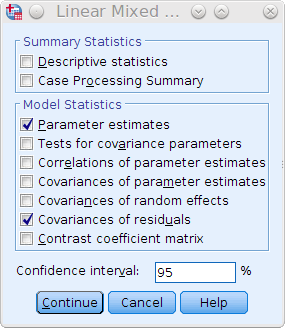 Linear Mixed ...
Summary Statistics
Descriptive statistics
Case Processing Summary
Model Statistics
Parameter estimates
Tests for covariance parameters
Correlations of parameter estimates
Covariances of parameter estimates
Covariances of random effects
Covariances of residuals
Contrast coefficient matrix
Confidence interval: 95 %
Continue Cancel Help